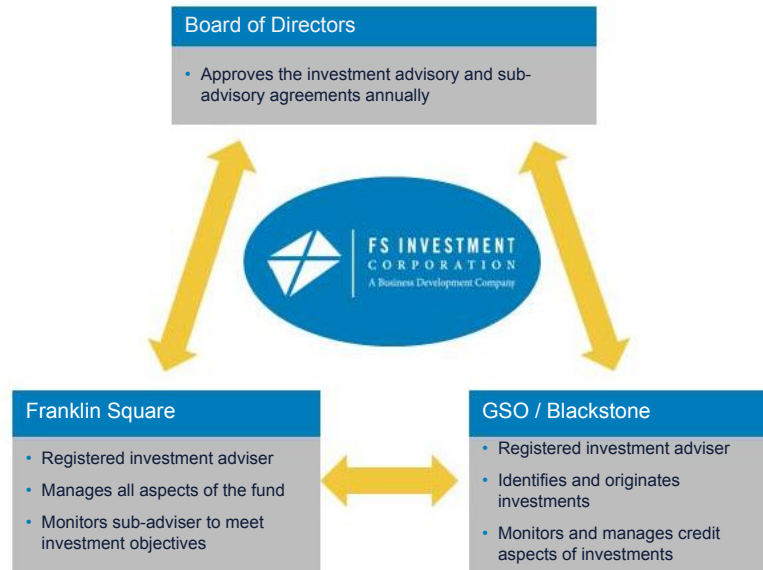 Board of Directors
• Approves the investment advisory and sub-
advisory agreements annually
FS INVESTMENT
CORPORATION
A Business Development Company
Franklin Square
• Registered investment adviser
• Manages all aspects of the fund
• Monitors sub-adviser to meet
investment objectives
GSO / Blackstone
• Registered investment adviser
• Identifies and originates
investments
• Monitors and manages credit
aspects of investments